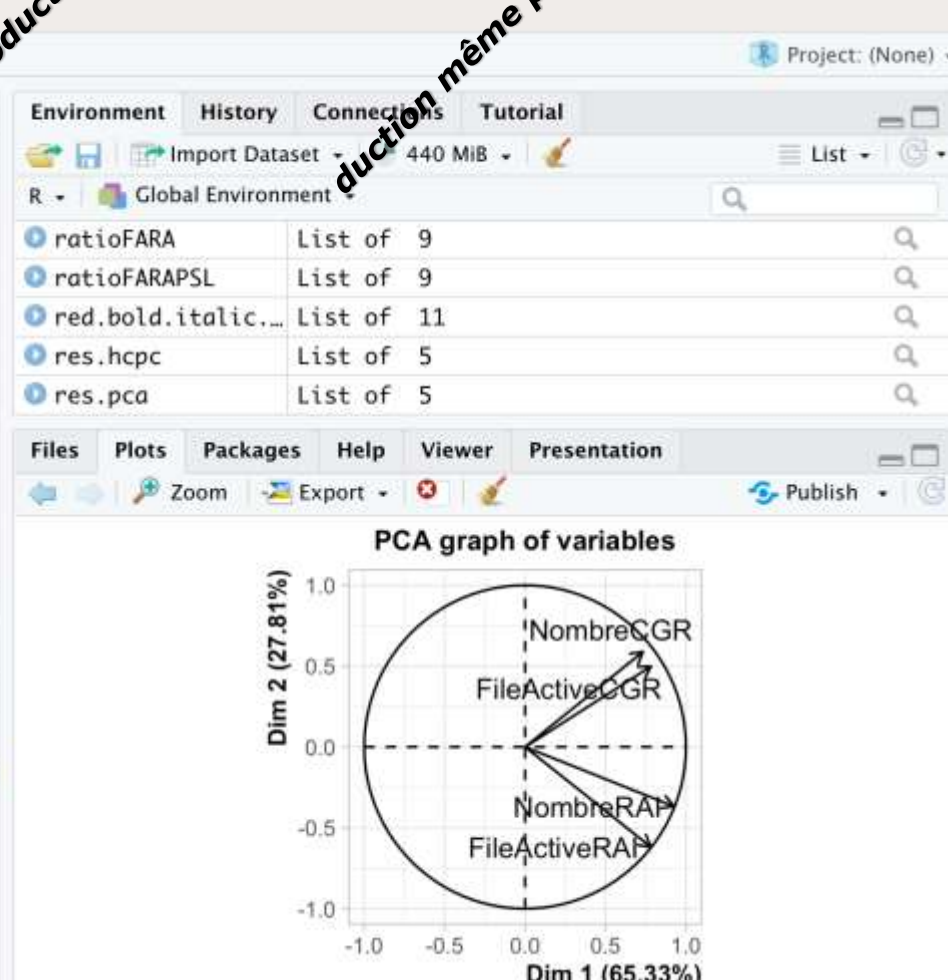 duction même
Project: (None)
Environment History Connections Tutorial
Import Dataset 440 MiB List
R Global Environment
ratioFARA List of 9
ratioFARAPSL List of 9
red.bold.italic.… List of 11
res.hcpc List of 5
res.pca List of 5
Files Plots Packages Help Viewer Presentation
Zoom Export Publish
PCA graph of variables
Dim 2 (27.81%)
1.0
0.5
0.0
-0.5
-1.0
NombreCGR
FileActiveCGR
NombreRAI
FileActiveRAI
-1.0 -0.5 0.0 0.5 1.0
Dim 1 (65.33%)